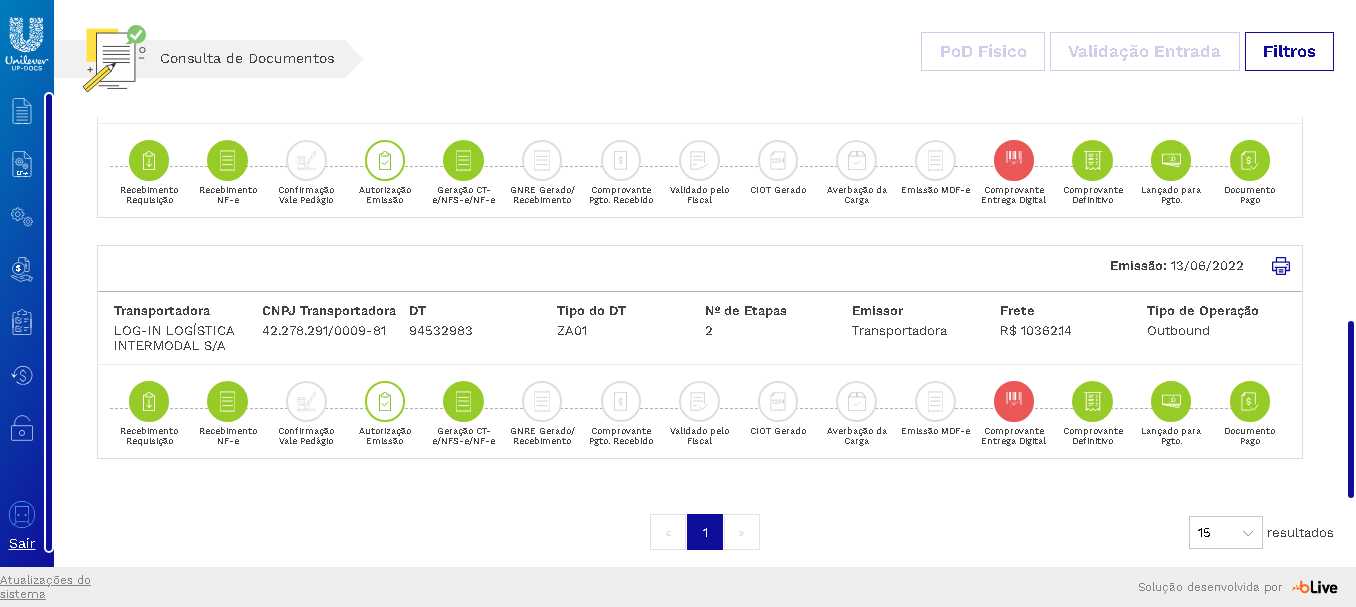 Unilever
UP-DOCS
Consulta de Documentos
PoD Físico
Validação Entrada
Filtros
Recebimento Requisição
Recebimento NF-e
Confirmação Vale Pedágio
Autorização Emissão
Geração CT-e/NFS-e/NF-e
GNRE Gerado/ Recebimento
Comprovante Pgto. Recebido
Validado pelo Fiscal
CIOT Gerado
Averbação da Carga
Emissão MDF-e
Comprovante Entrega Digital
Comprovante Definitivo
Lançado para Pgto.
Documento Pago
Emissão: 13/06/2022
Transportadora
LOG-IN LOGÍSTICA
INTERMODAL S/A
CNPJ Transportadora
42.278.291/0009-81
DT
94532983
Tipo do DT
ZA01
Nº de Etapas
2
Emissor
Transportadora
Frete
R$ 10362.14
Tipo de Operação
Outbound
Recebimento Requisição
Recebimento NF-e
Confirmação Vale Pedágio
Autorização Emissão
Geração CT-e/NFS-e/NF-e
GNRE Gerado/ Recebimento
Comprovante Pgto. Recebido
Validado pelo Fiscal
CIOT Gerado
Averbação da Carga
Emissão MDF-e
Comprovante Entrega Digital
Comprovante Definitivo
Lançado para Pgto.
Documento Pago
« 1 »
15 resultados
Sair
Atualizações do
sistema
Solução desenvolvida por bLive